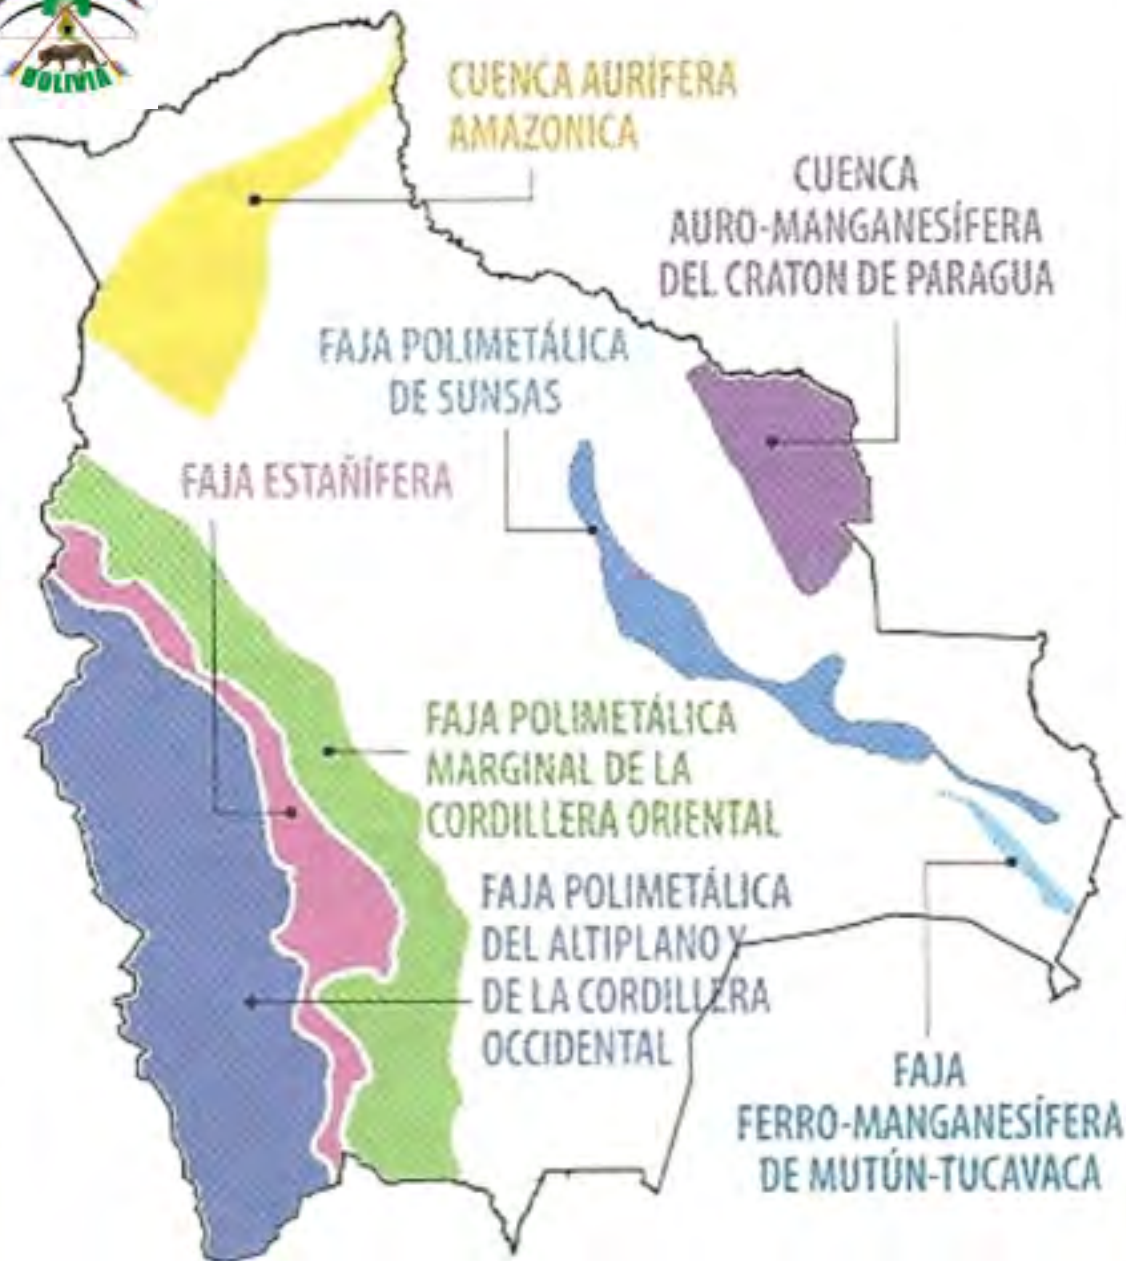 BOLIVIA
CUENCA AURÍFERA
AMAZONICA
CUENCA
AURO-MANGANESÍFERA
DEL CRATON DE PARAGUA
FAJA POLIMETÁLICA
DE SUNSAS
FAJA ESTAÑÍFERA
FAJA POLIMETÁLICA
MARGINAL DE LA
CORDILLERA ORIENTAL
FAJA POLIMETÁLICA
DEL ALTIPLANO Y
DE LA CORDILLERA
OCCIDENTAL
FAJA
FERRO-MANGANESÍFERA
DE MUTÚN-TUCAVACA